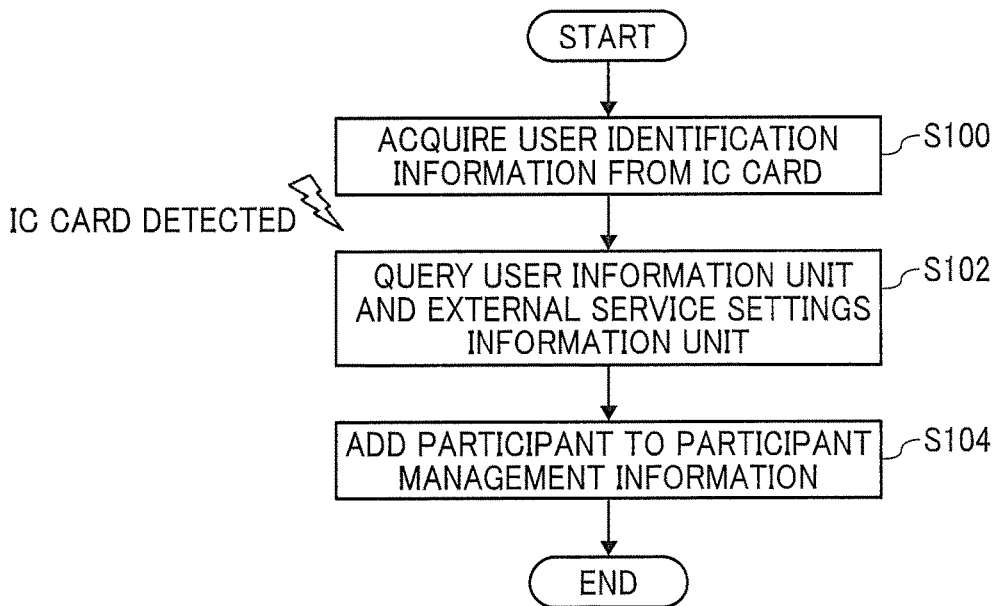 START
ACQUIRE USER IDENTIFICATION
INFORMATION FROM IC CARD
S100
IC CARD DETECTED
QUERY USER INFORMATION UNIT
AND EXTERNAL SERVICE SETTINGS
INFORMATION UNIT
S102
ADD PARTICIPANT TO PARTICIPANT
MANAGEMENT INFORMATION
S104
END